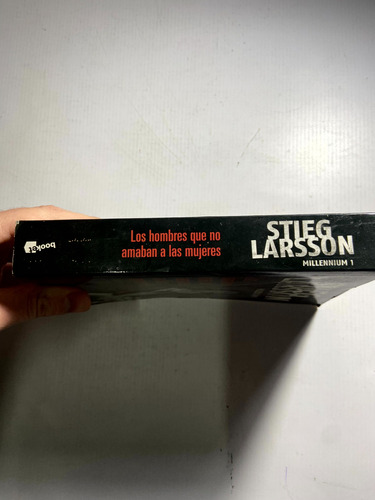 Los hombres que no
amaban a las mujeres
STIEG
LARSSON
MILLENNIUM 1
booket